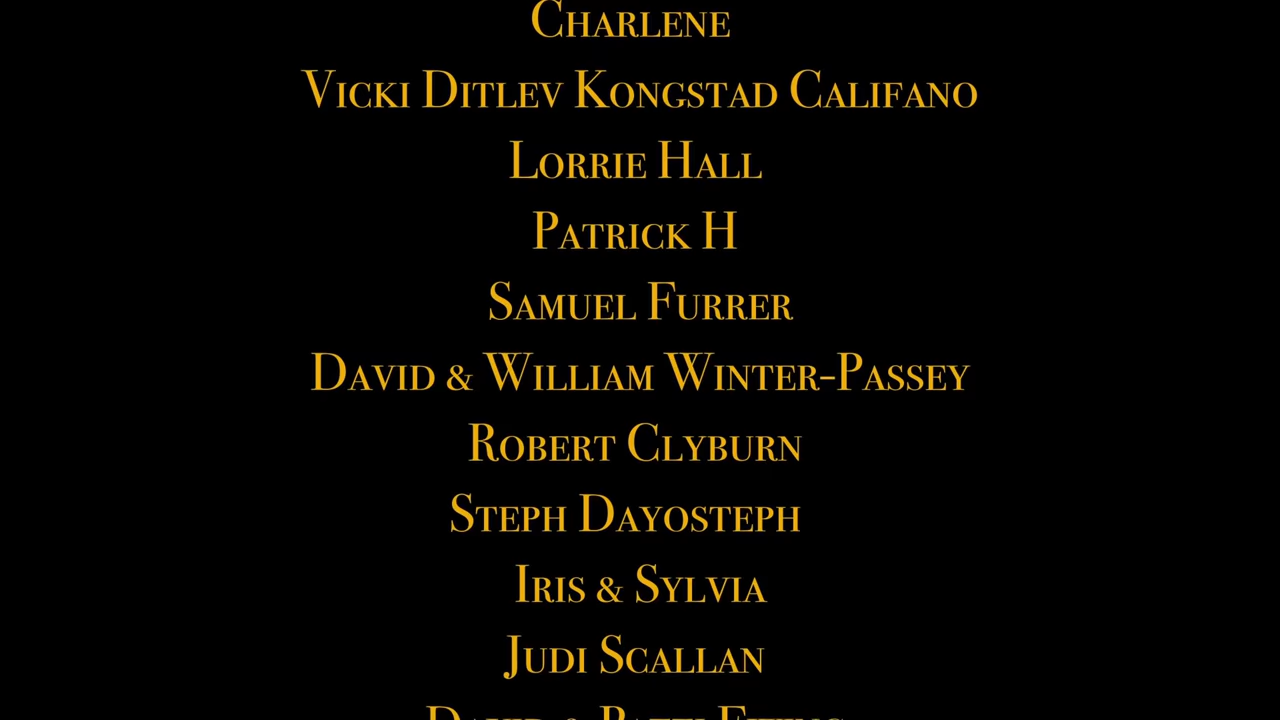 Charlene
Vicki Ditlev Kongstad Califano
Lorrie Hall
Patrick H
Samuel Furrer
David & William Winter-Passey
Robert Clyburn
Steph Dayosteph
Iris & Sylvia
Judi Scallan
David &